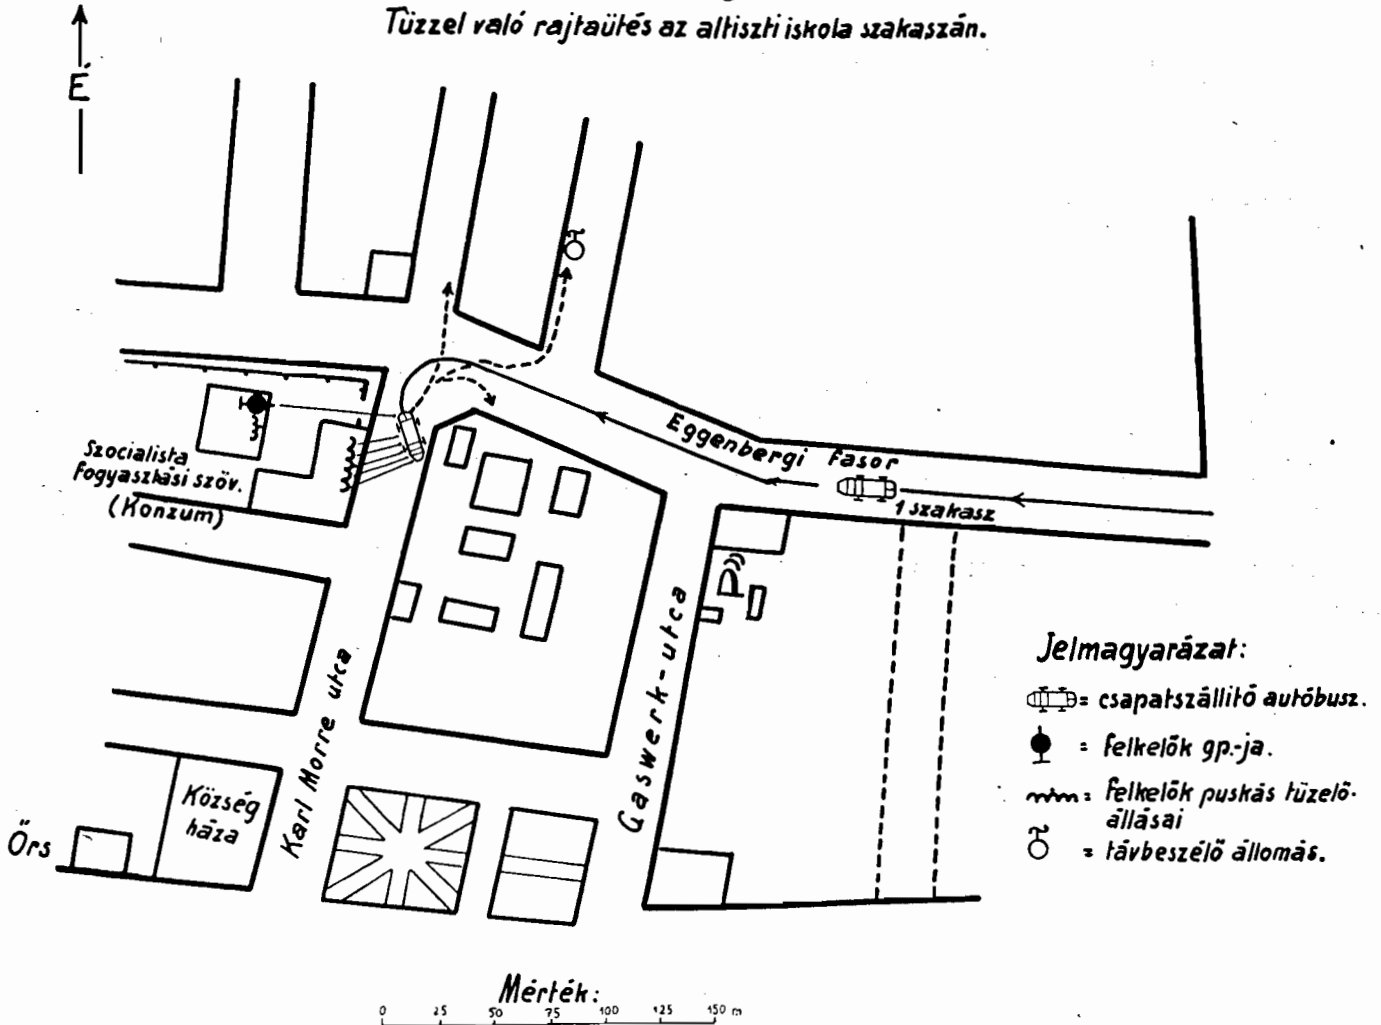 Tűzzel való rajtaütés az altiszti iskola szakaszán.
É
Eggenbergi fasor
1 szakasz
Szocialista
fogyasztási szöv.
(Konzum)
Karl Morre utca
Gaswerk-utca
Község
háza
Őrs
Jelmagyarázat:
= csapatszállító autóbusz.
= felkelők gp.-ja.
= felkelők puskás tüzelő-
állásai
= távbeszélő állomás.
Mérték:
0 25 50 75 100 125 150 m